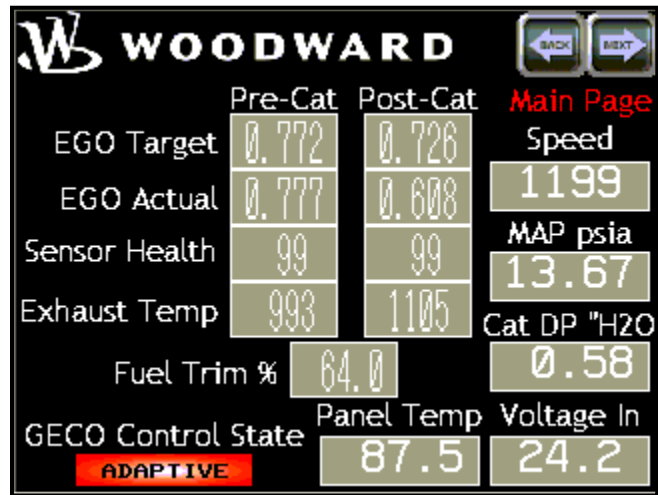 WOODWARD
BACK NEXT
Pre-Cat Post-Cat Main Page
EGO Target 0.772 0.726 Speed
1199
EGO Actual 0.777 0.608
MAP psia
Sensor Health 99 99
13.67
Exhaust Temp 993 1105
Cat DP "H2O
Fuel Trim % 64.0 0.58
GECO Control State Panel Temp Voltage In
ADAPTIVE 87.5 24.2